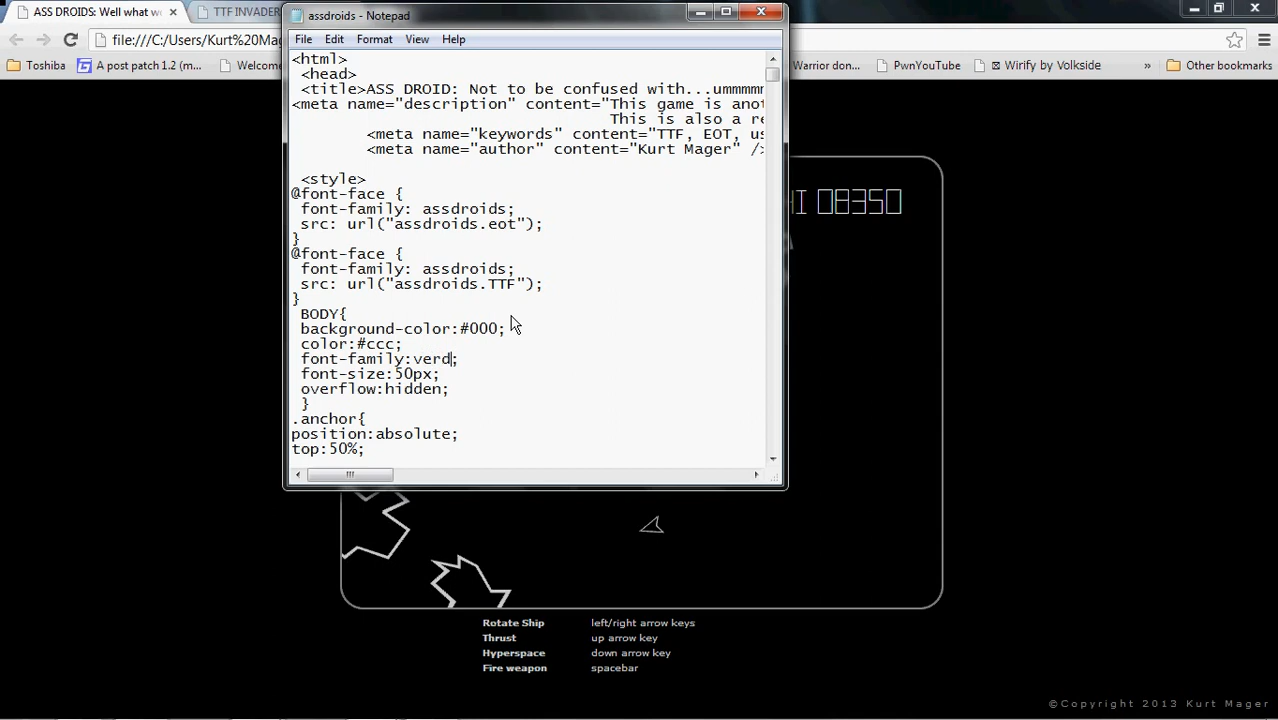 ASS DROIDS: Well what w
TTF INVADER
assdroids - Notepad
file:///C:/Users/Kurt%20Mag
File Edit Format View Help
Toshiba
A post patch 1.2 (m...
Welcome
Warrior don...
PwnYouTube
Wirify by Volkside
»
Other bookmarks
<html>
<head>
<title>ASS DROID: Not to be confused with...ummmmm
<meta name="description" content="This game is ano
This is also a re
<meta name="keywords" content="TTF, EOT, us
<meta name="author" content="Kurt Mager" />
<style>
@font-face {
font-family: assdroids;
src: url("assdroids.eot");
}
@font-face {
font-family: assdroids;
src: url("assdroids.TTF");
}
BODY{
background-color:#000;
color:#ccc;
font-family:verd;
font-size:50px;
overflow:hidden;
}
.anchor{
position:absolute;
top:50%;
HI 08350
Rotate Ship left/right arrow keys
Thrust up arrow key
Hyperspace down arrow key
Fire weapon spacebar
©Copyright 2013 Kurt Mager